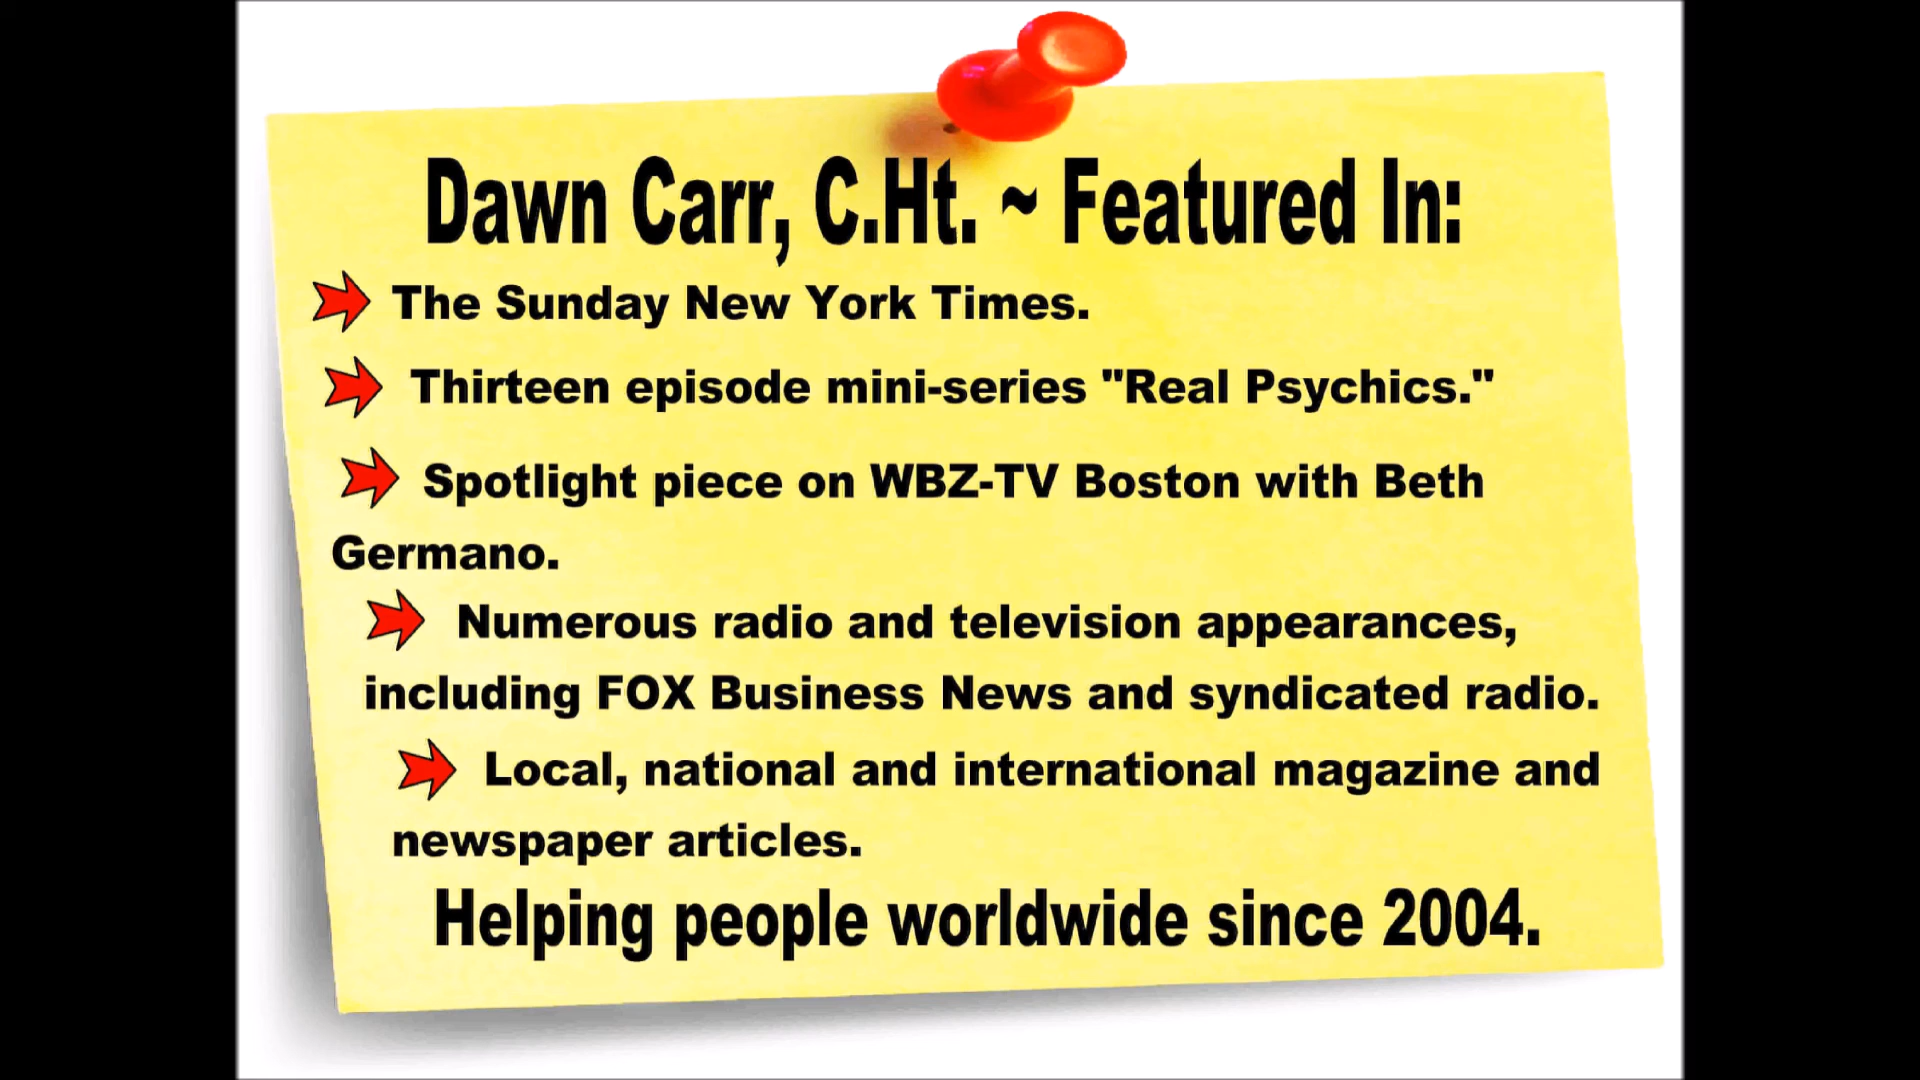 Dawn Carr, C.Ht. ~ Featured In:
The Sunday New York Times.
Thirteen episode mini-series "Real Psychics."
Spotlight piece on WBZ-TV Boston with Beth
Germano.
Numerous radio and television appearances,
including FOX Business News and syndicated radio.
Local, national and international magazine and
newspaper articles.
Helping people worldwide since 2004.